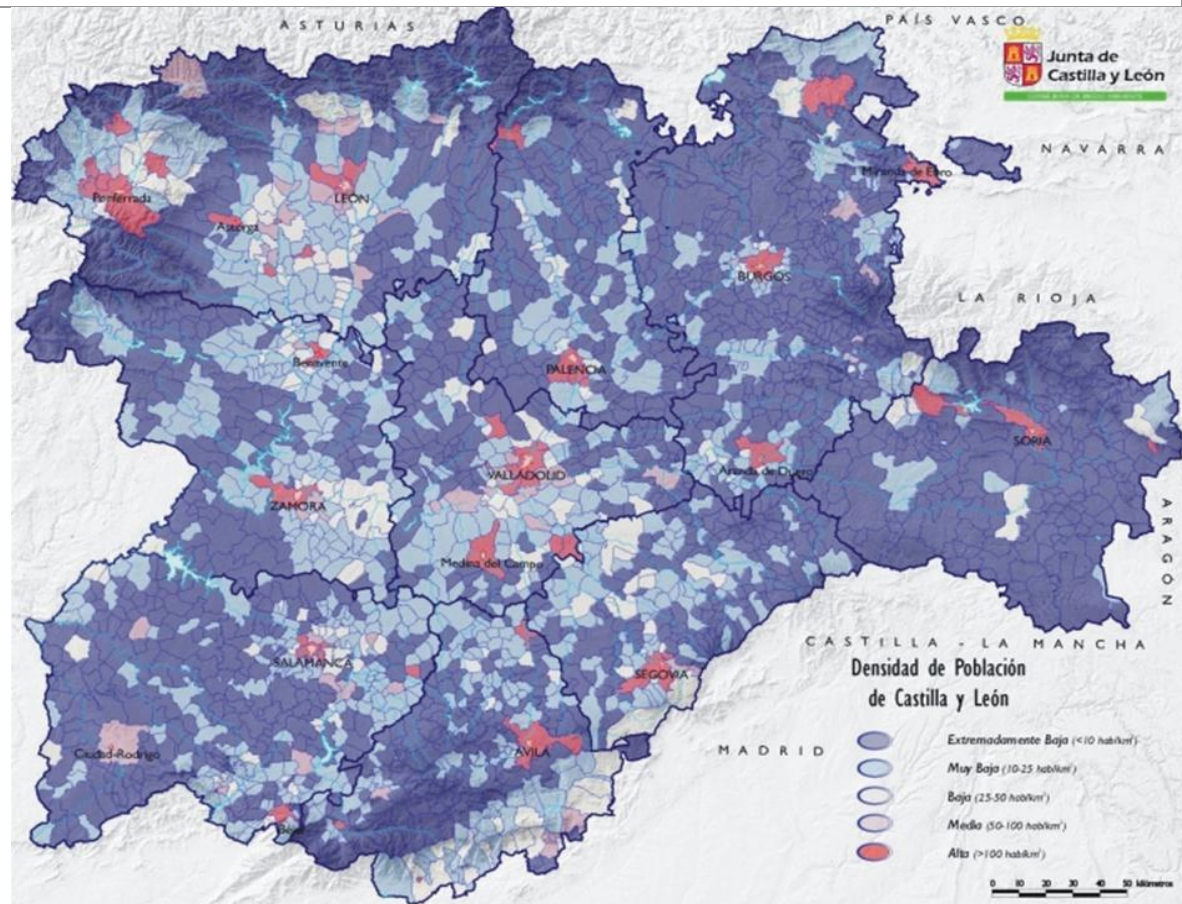 ASTURIAS
PAÍS VASCO
Junta de
Castilla y León
CONSEJERÍA DE MEDIO AMBIENTE
NAVARRA
Miranda de Ebro
Ponferrada
LEÓN
Astorga
BURGOS
LA RIOJA
Benavente
PALENCIA
SORIA
VALLADOLID
Aranda de Duero
ZAMORA
ARAGÓN
Medina del Campo
CASTILLA - LA MANCHA
SALAMANCA
SEGOVIA
Densidad de Población
de Castilla y León
Ciudad-Rodrigo
ÁVILA
MADRID
Extremadamente Baja (<10 hab/km²)
Muy Baja (10-25 hab/km²)
Baja (25-50 hab/km²)
Media (50-100 hab/km²)
Alta (>100 hab/km²)
Béjar
0 10 20 30 40 50 kilómetros